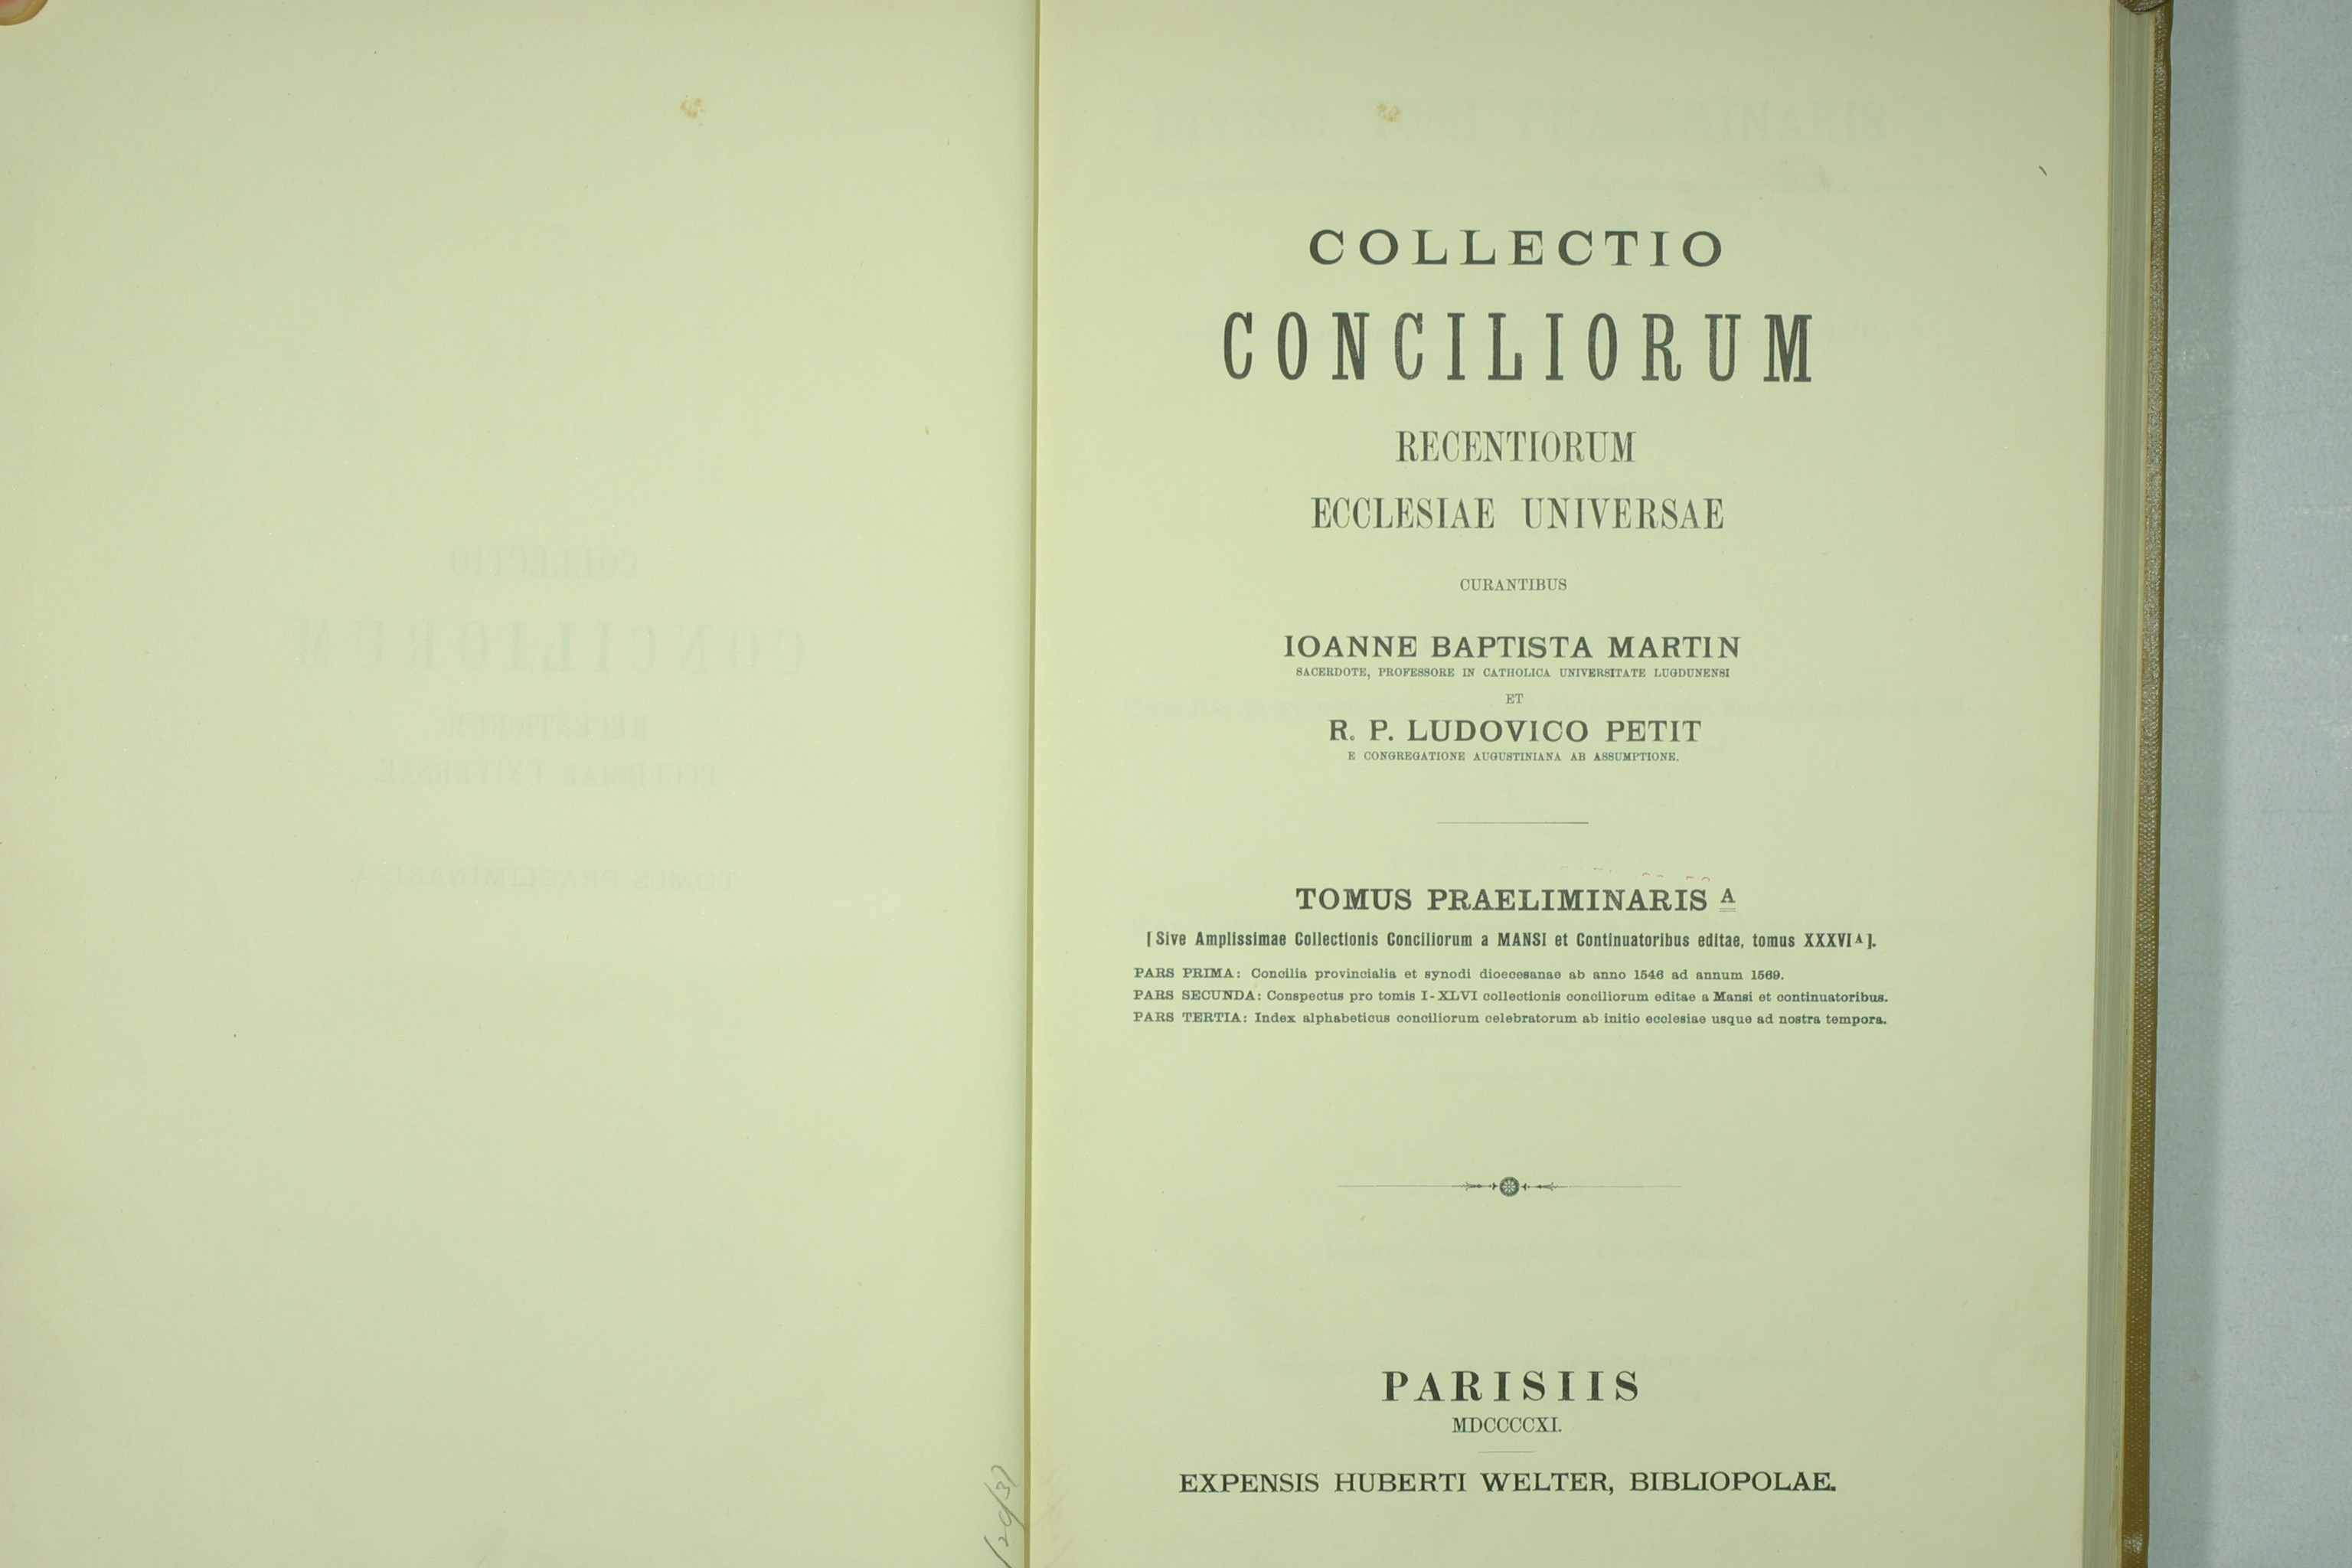 COLLECTIO
CONCILIORUM
RECENTIORUM
ECCLESIAE UNIVERSAE
CURANTIBUS
IOANNE BAPTISTA MARTIN
SACERDOTE, PROFESSORE IN CATHOLICA UNIVERSITATE LUGDUNENSI
ET
R. P. LUDOVICO PETIT
E CONGREGATIONE AUGUSTINIANA AB ASSUMPTIONE.
TOMUS PRAELIMINARIS A
[Sive Amplissimae Collectionis Conciliorum a MANSI et Continuatoribus editae, tomus XXXVI A].
PARS PRIMA: Concilia provincialia et synodi dioecesanae ab anno 1546 ad annum 1569.
PARS SECUNDA: Conspectus pro tomis I-XLVI collectionis conciliorum editae a Mansi et continuatoribus.
PARS TERTIA: Index alphabeticus conciliorum celebratorum ab initio ecclesiae usque ad nostra tempora.
PARISIIS
MDCCCCXI.
EXPENSIS HUBERTI WELTER, BIBLIOPOLAE.